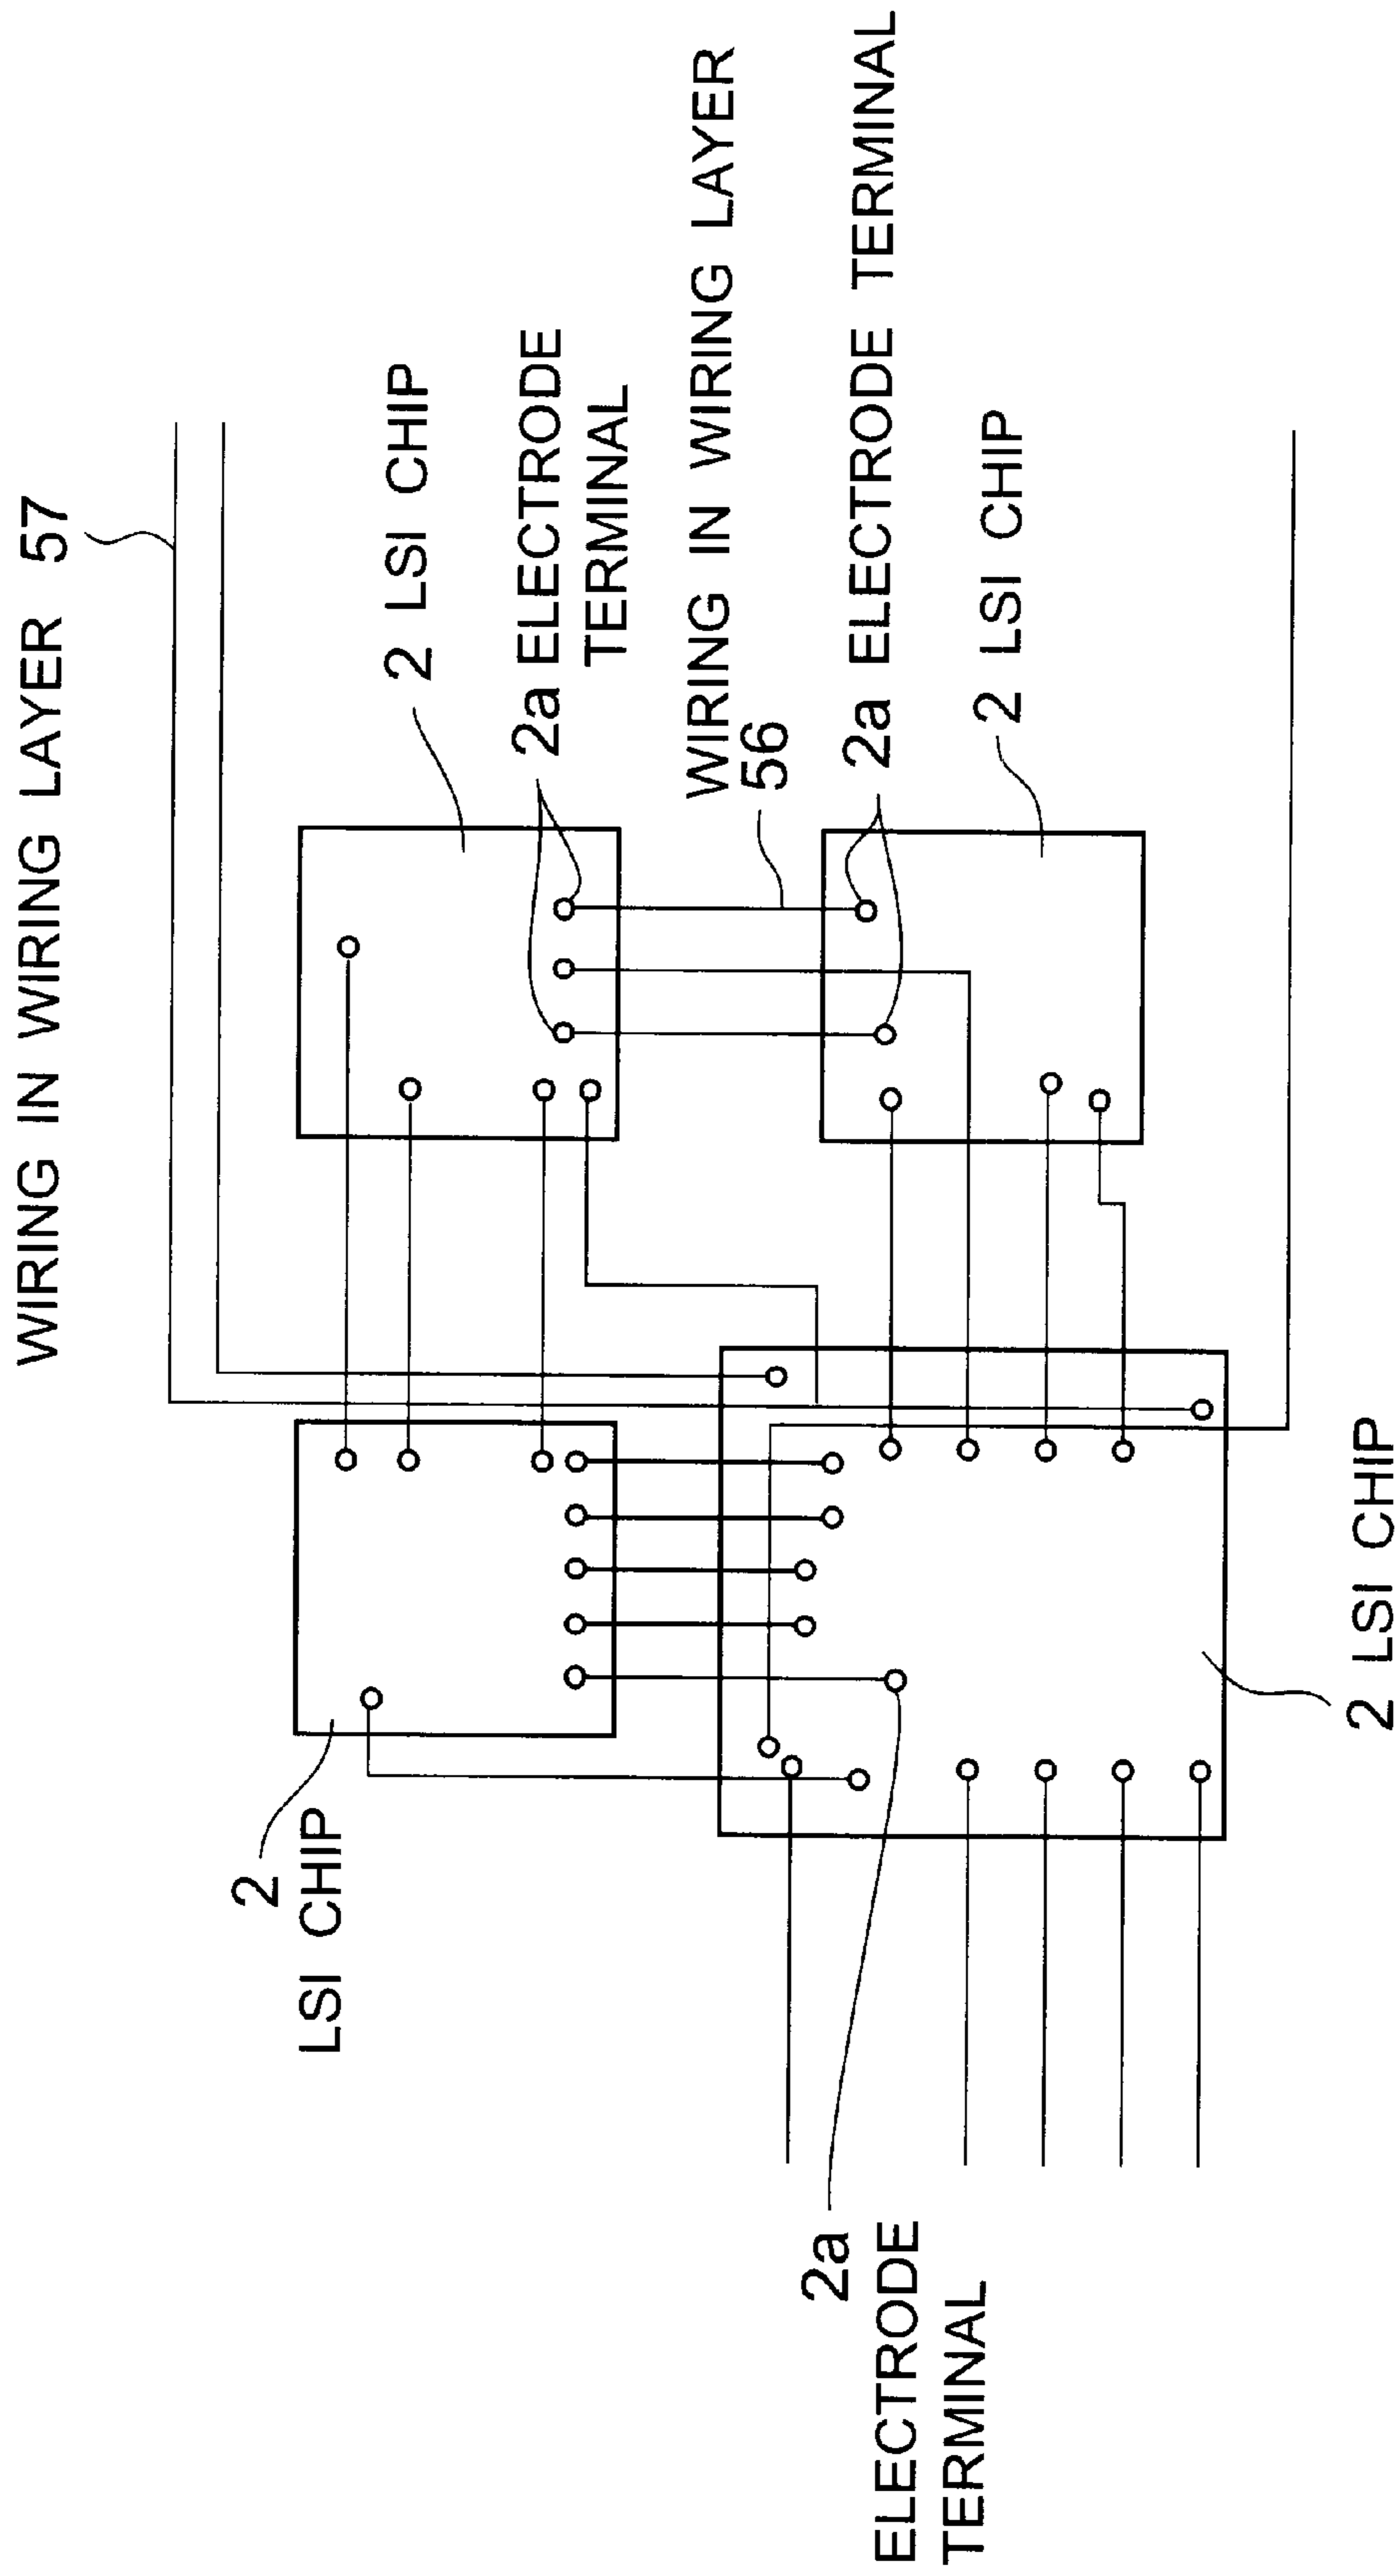 WIRING IN WIRING LAYER 57
2
LSI CHIP
2 LSI CHIP
2a ELECTRODE
TERMINAL
WIRING IN WIRING LAYER
56
2a ELECTRODE TERMINAL
2a
ELECTRODE
TERMINAL
2 LSI CHIP
2 LSI CHIP